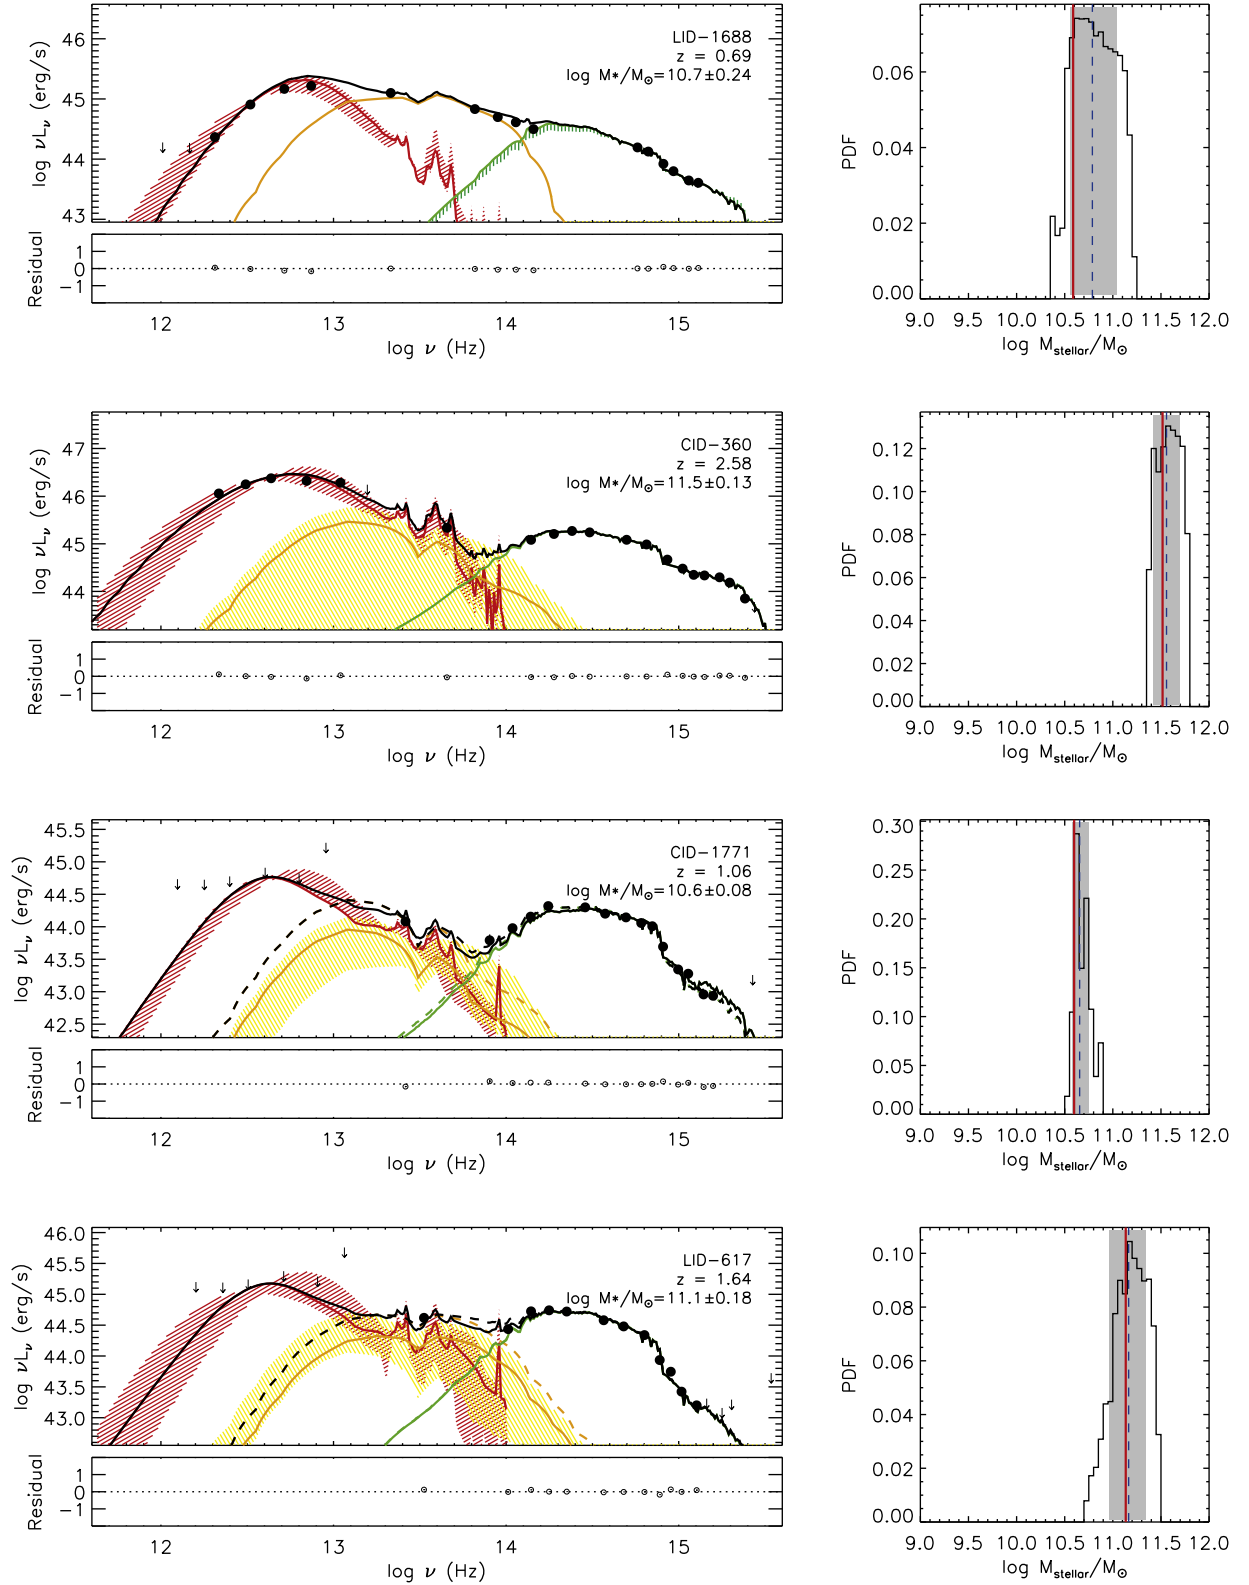 46
45
44
43
log νLν (erg/s)
LID-1688
z = 0.69
log M*/M⊙=10.7±0.24
1
0
-1
Residual
12 13 14 15
log ν (Hz)
0.06
0.04
0.02
0.00
PDF
9.0 9.5 10.0 10.5 11.0 11.5 12.0
log Mstellar/M⊙
47
46
45
44
log νLν (erg/s)
CID-360
z = 2.58
log M*/M⊙=11.5±0.13
1
0
-1
Residual
12 13 14 15
log ν (Hz)
0.12
0.10
0.08
0.06
0.04
0.02
0.00
PDF
9.0 9.5 10.0 10.5 11.0 11.5 12.0
log Mstellar/M⊙
45.5
45.0
44.5
44.0
43.5
43.0
42.5
log νLν (erg/s)
CID-1771
z = 1.06
log M*/M⊙=10.6±0.08
1
0
-1
Residual
12 13 14 15
log ν (Hz)
0.30
0.25
0.20
0.15
0.10
0.05
0.00
PDF
9.0 9.5 10.0 10.5 11.0 11.5 12.0
log Mstellar/M⊙
46.0
45.5
45.0
44.5
44.0
43.5
43.0
log νLν (erg/s)
LID-617
z = 1.64
log M*/M⊙=11.1±0.18
1
0
-1
Residual
12 13 14 15
log ν (Hz)
0.10
0.08
0.06
0.04
0.02
0.00
PDF
9.0 9.5 10.0 10.5 11.0 11.5 12.0
log Mstellar/M⊙